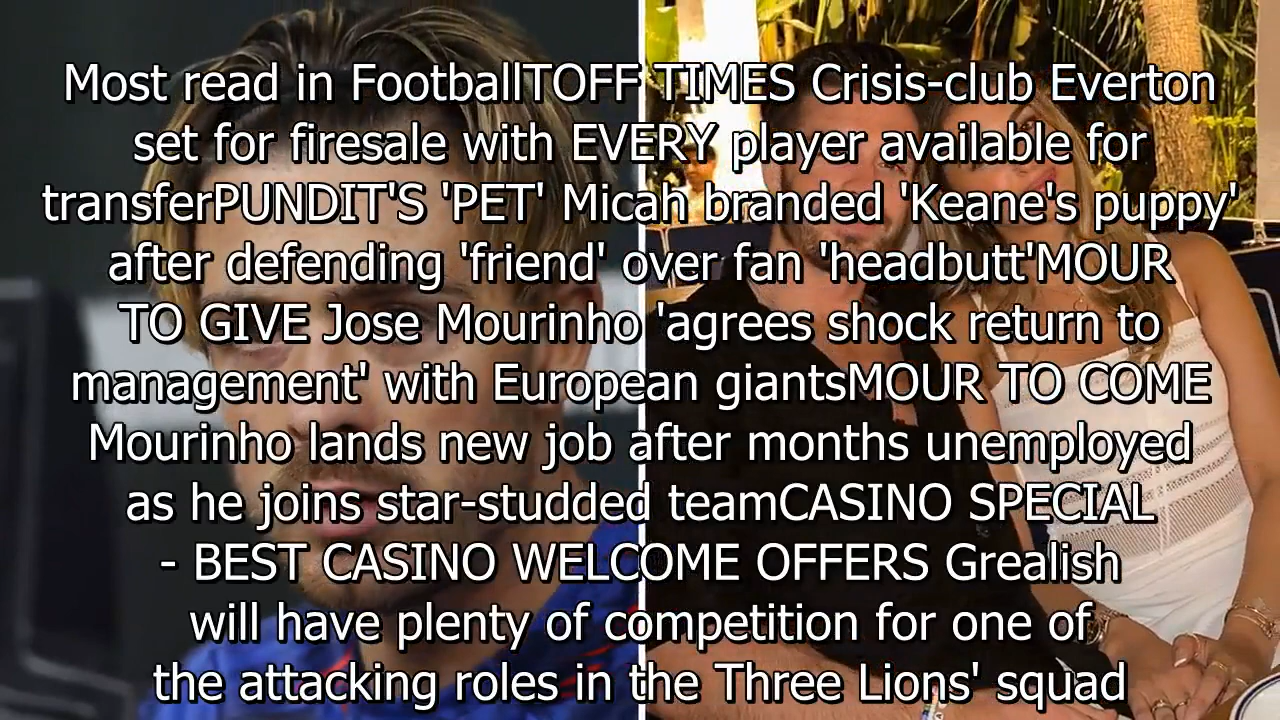 Most read in FootballTOFF TIMES Crisis-club Everton
set for firesale with EVERY player available for
transferPUNDIT'S 'PET' Micah branded 'Keane's puppy'
after defending 'friend' over fan 'headbutt'MOUR
TO GIVE Jose Mourinho 'agrees shock return to
management' with European giantsMOUR TO COME
Mourinho lands new job after months unemployed
as he joins star-studded teamCASINO SPECIAL
- BEST CASINO WELCOME OFFERS Grealish
will have plenty of competition for one of
the attacking roles in the Three Lions' squad